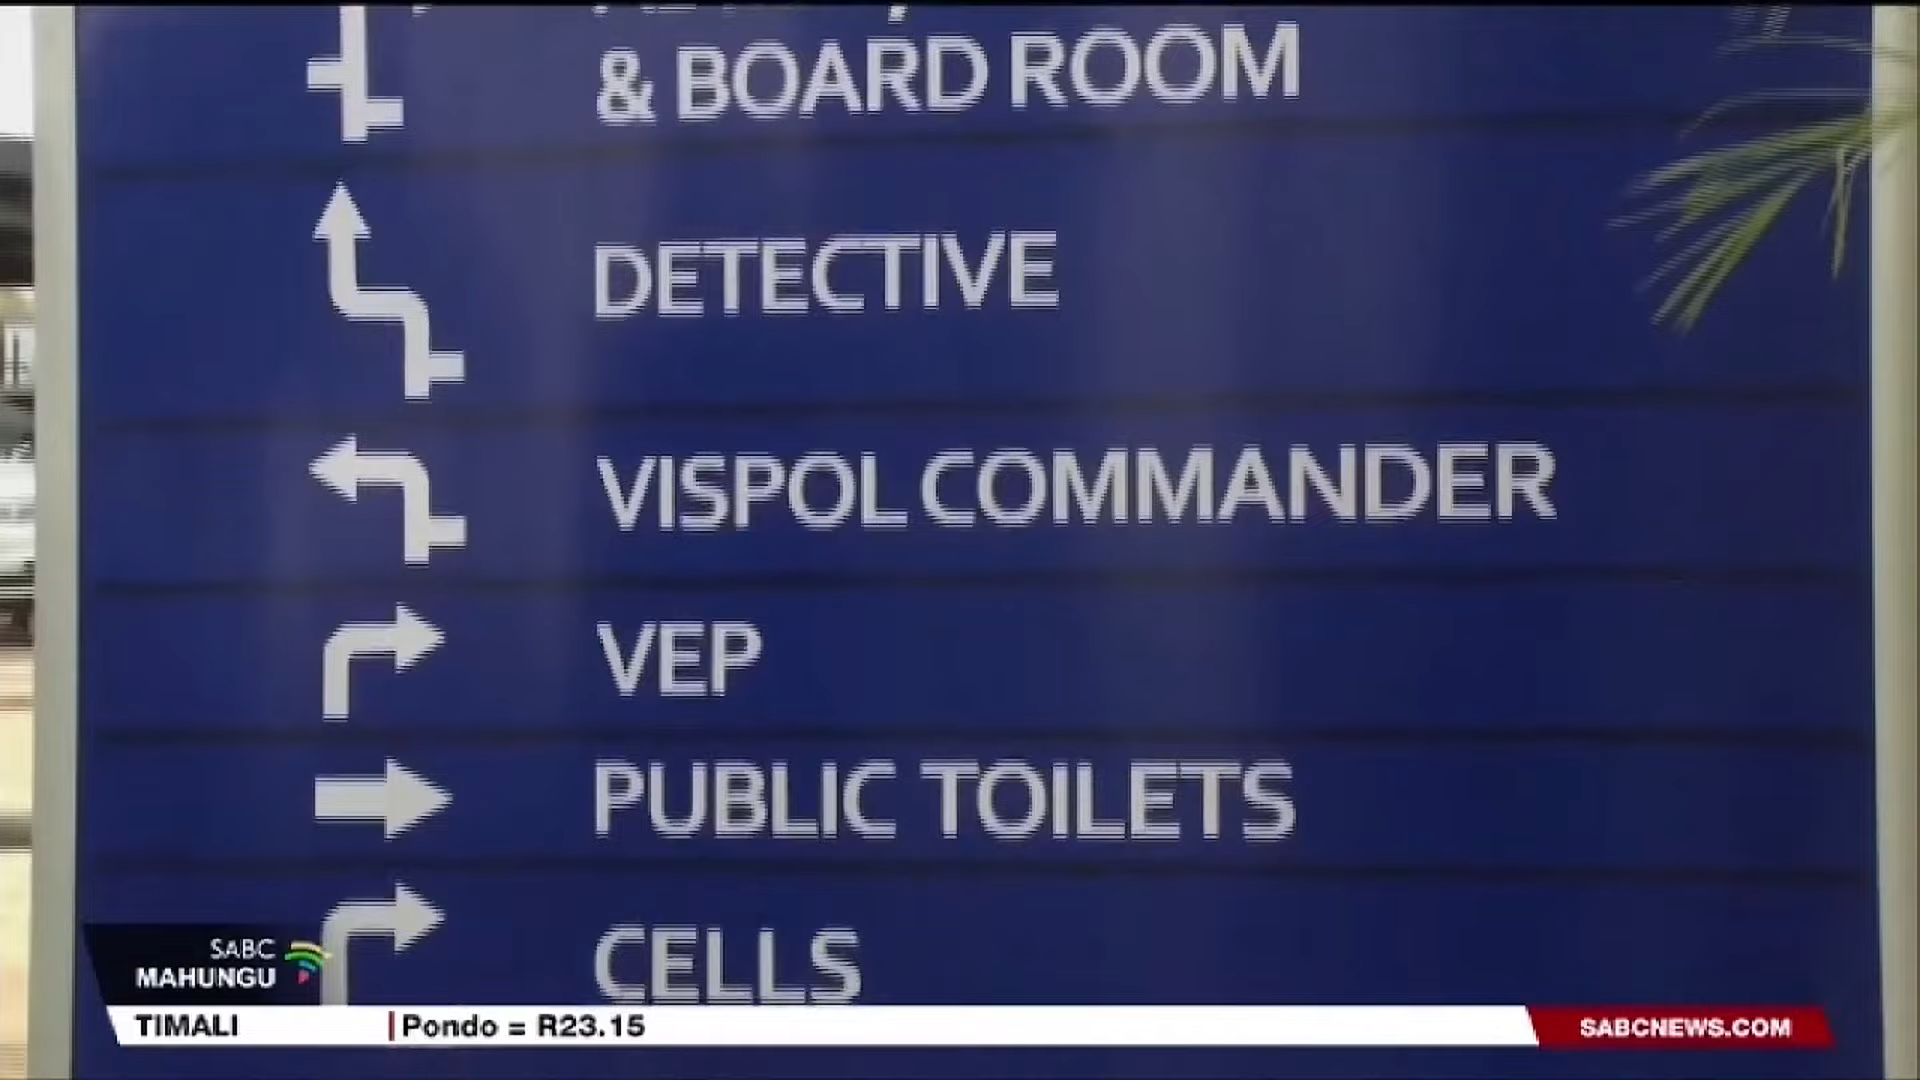 & BOARD ROOM
DETECTIVE
VISPOL COMMANDER
VEP
PUBLIC TOILETS
CELLS
SABC
MAHUNGU
TIMALI
Pondo = R23.15
SABCNEWS.COM